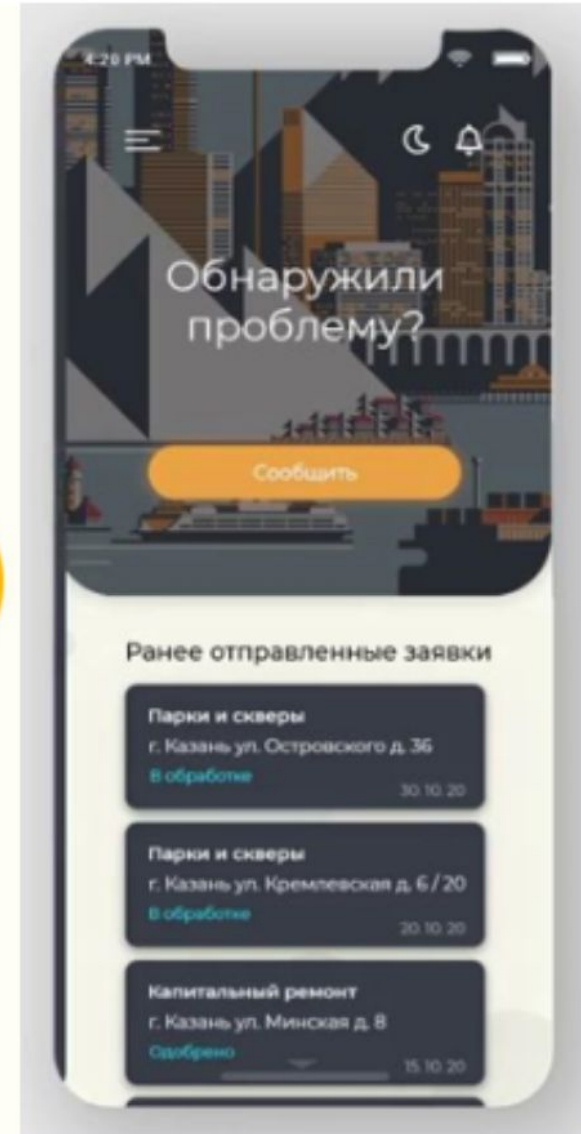 4:20 PM
Обнаружили
проблему?
Сообщить
Ранее отправленные заявки
Парки и скверы
г. Казань ул. Островского д. 36
В обработке
30.10.20
Парки и скверы
г. Казань ул. Кремлевская д. 6 / 20
В обработке
20.10.20
Капитальный ремонт
г. Казань ул. Минская д. 8
Одобрено
15.10.20